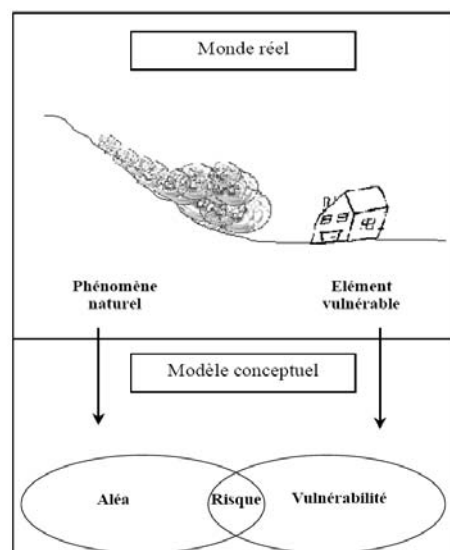 Monde réel
Phénomène
naturel
Elément
vulnérable
Modèle conceptuel
Aléa
Risque
Vulnérabilité